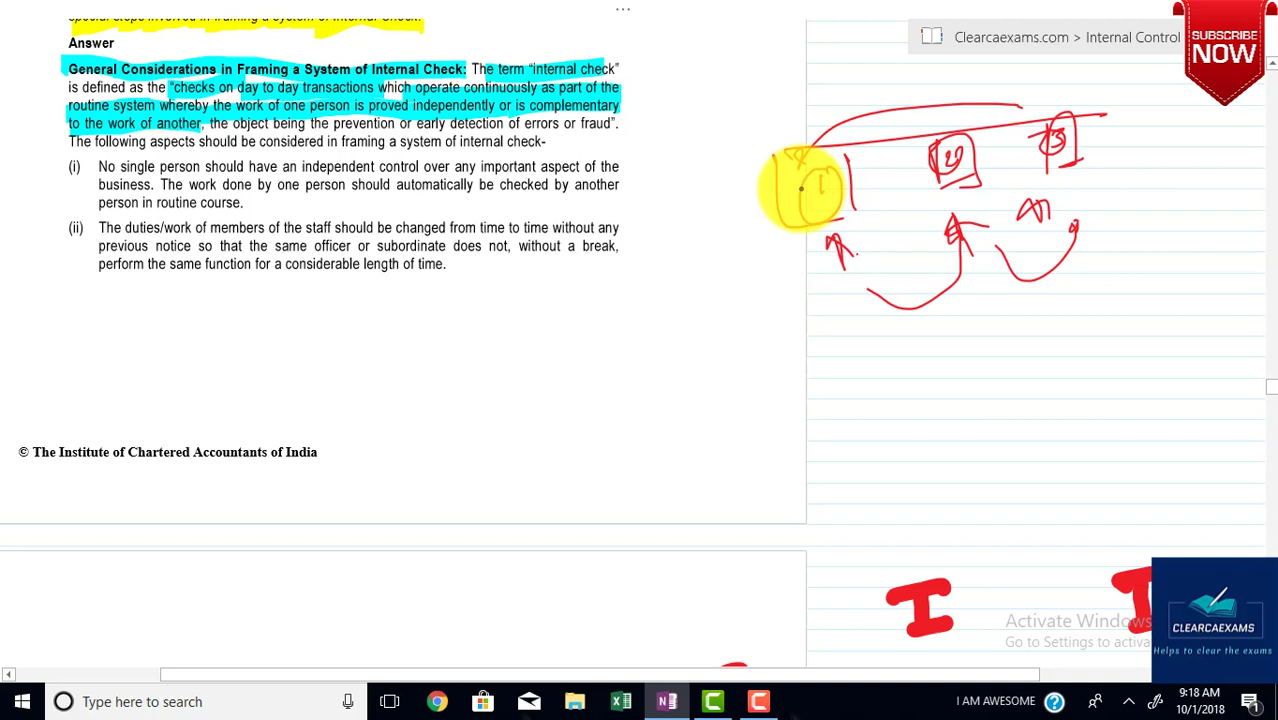 special steps involved in framing a system of Internal Check.
Answer
General Considerations in Framing a System of Internal Check: The term “internal check”
is defined as the “checks on day to day transactions which operate continuously as part of the
routine system whereby the work of one person is proved independently or is complementary
to the work of another, the object being the prevention or early detection of errors or fraud”.
The following aspects should be considered in framing a system of internal check-
(i) No single person should have an independent control over any important aspect of the
business. The work done by one person should automatically be checked by another
person in routine course.
(ii) The duties/work of members of the staff should be changed from time to time without any
previous notice so that the same officer or subordinate does not, without a break,
perform the same function for a considerable length of time.
© The Institute of Chartered Accountants of India
Clearcaexams.com > Internal Control
SUBSCRIBE
NOW
1
2
3
I I
Activate Windows
Go to Settings to activa
CLEARCAEXAMS
Helps to clear the exams
Type here to search
I AM AWESOME
9:18 AM
10/1/2018